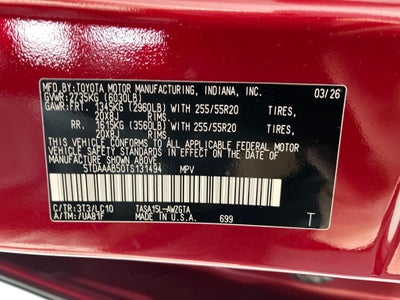 MFD.BY:TOYOTA MOTOR MANUFACTURING, INDIANA, INC. 03/26
GVWR:2735KG (6030LB)
GAWR:FRT. 1345KG (2960LB) WITH 255/55R20 TIRES,
20X8J RIMS
RR. 1615KG (3560LB) WITH 255/55R20 TIRES,
20X8J RIMS
THIS VEHICLE CONFORMS TO ALL APPLICABLE FEDERAL MOTOR
VEHICLE SAFETY STANDARDS IN EFFECT ON THE DATE OF
MANUFACTURE SHOWN ABOVE.
5TDAAAB50TS131494 MPV
C/TR:3T3/LC10 TASA15L-AWZGTA
A/TM:/UA81F MADE IN U.S.A. 699 T